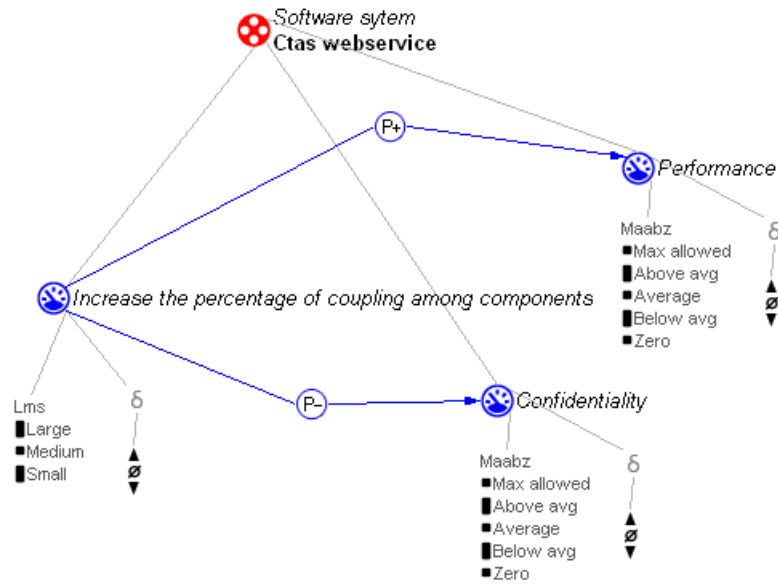 Software sytem
Ctas webservice
P+
Performance
Maabz
Max allowed
Above avg
Average
Below avg
Zero
δ
Increase the percentage of coupling among components
Lms
Large
Medium
Small
δ
P−
Confidentiality
Maabz
Max allowed
Above avg
Average
Below avg
Zero
δ